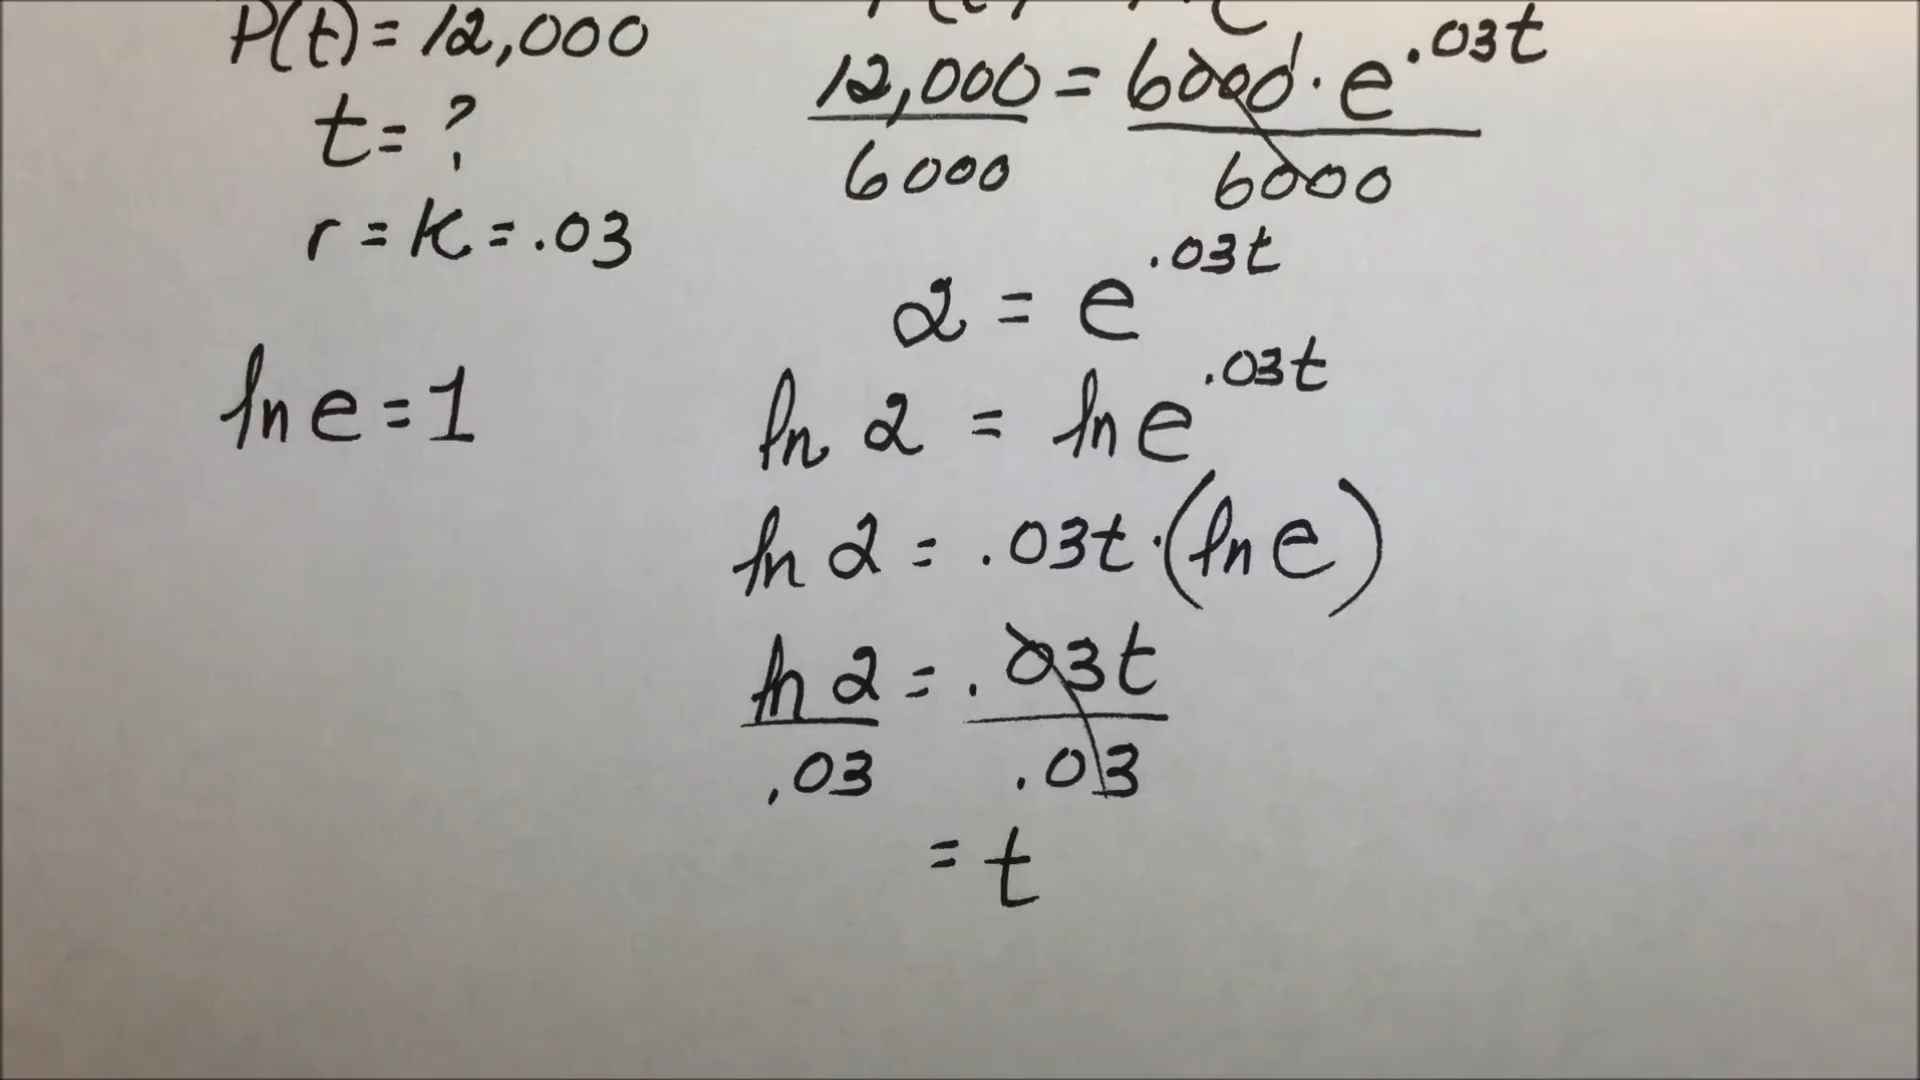 P(t) = 12,000
t = ?
r = k = .03
ln e = 1
12,000 = 6000 · e^.03t
6000 6000
2 = e^.03t
ln 2 = ln e^.03t
ln 2 = .03t · (ln e)
ln 2 = .03t
.03 .03
= t